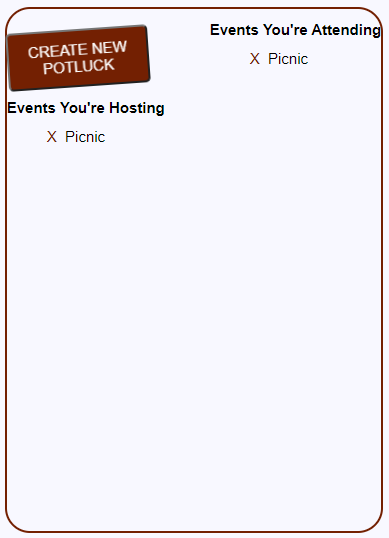 CREATE NEW
POTLUCK
Events You're Hosting
X Picnic
Events You're Attending
X Picnic